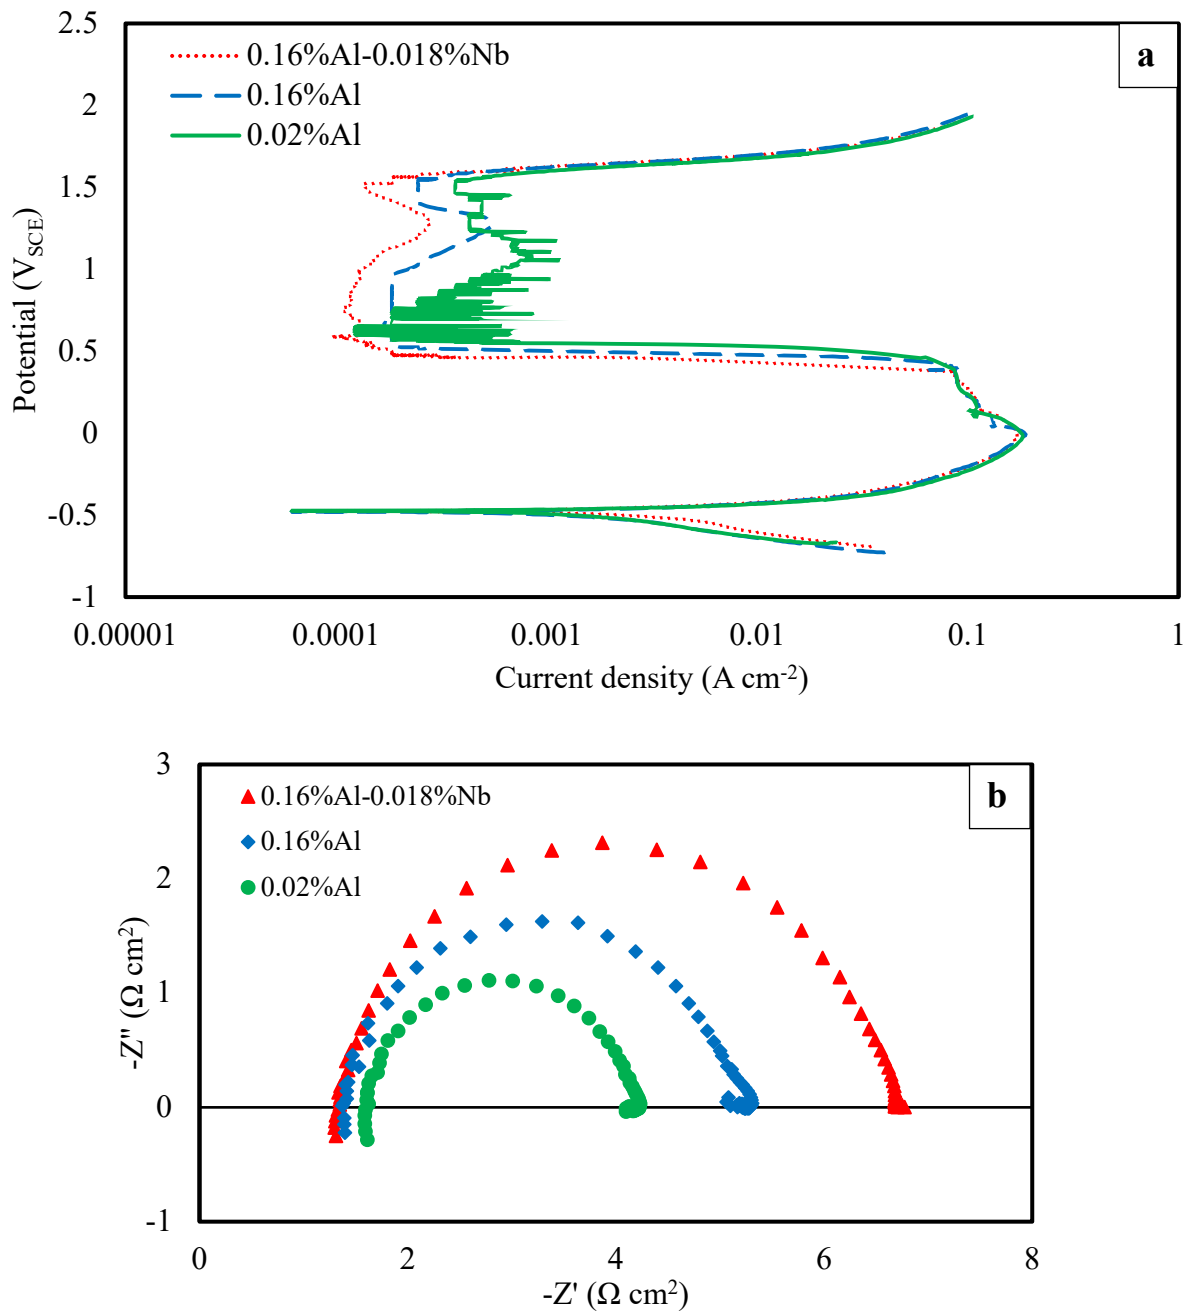 2.5
2
1.5
1
0.5
0
-0.5
-1
Potential (V_SCE)
0.16%Al-0.018%Nb
0.16%Al
0.02%Al
a
0.00001 0.0001 0.001 0.01 0.1 1
Current density (A cm⁻²)
3
2
1
0
-1
-Z'' (Ω cm²)
0.16%Al-0.018%Nb
0.16%Al
0.02%Al
b
0 2 4 6 8
-Z' (Ω cm²)